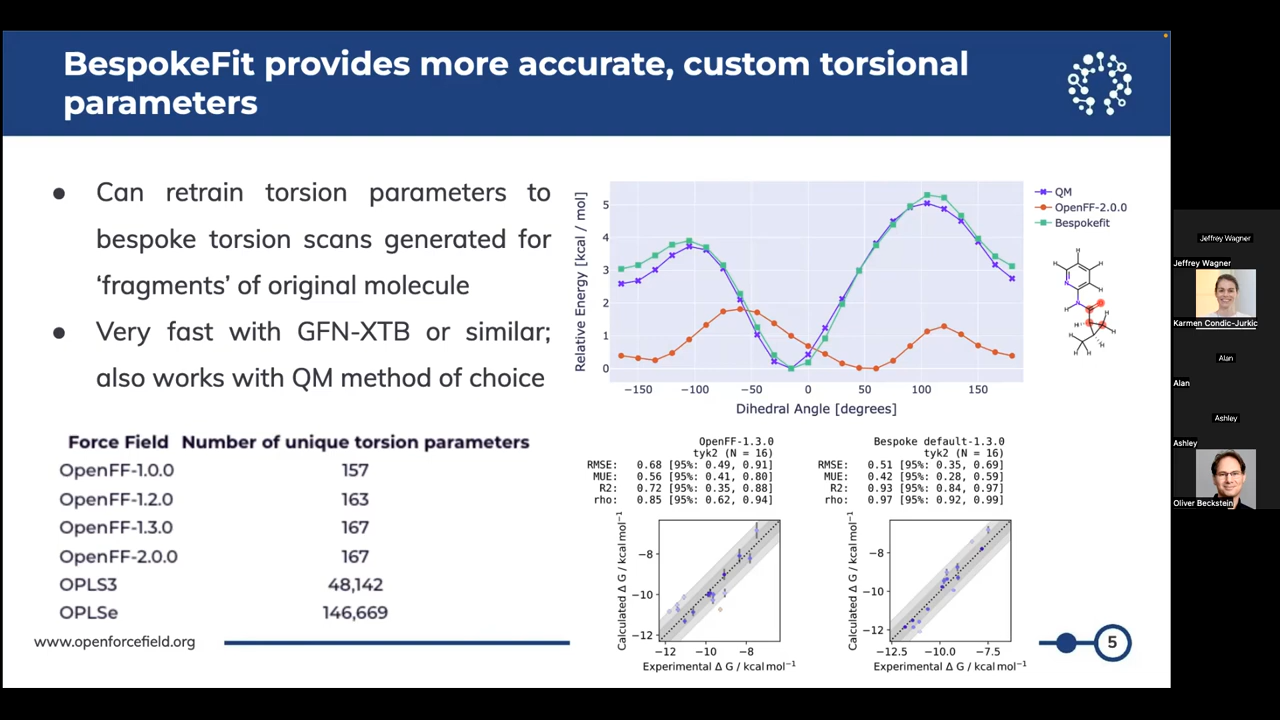 BespokeFit provides more accurate, custom torsional
parameters
● Can retrain torsion parameters to
bespoke torsion scans generated for
‘fragments’ of original molecule
● Very fast with GFN-XTB or similar;
also works with QM method of choice
Force Field Number of unique torsion parameters
OpenFF-1.0.0 157
OpenFF-1.2.0 163
OpenFF-1.3.0 167
OpenFF-2.0.0 167
OPLS3 48,142
OPLSe 146,669
www.openforcefield.org
Relative Energy [kcal / mol]
5
4
3
2
1
0
−150 −100 −50 0 50 100 150
Dihedral Angle [degrees]
QM
OpenFF-2.0.0
Bespokefit
OpenFF-1.3.0
tyk2 (N = 16)
RMSE: 0.68 [95%: 0.49, 0.91]
MUE: 0.56 [95%: 0.41, 0.80]
R2: 0.72 [95%: 0.35, 0.88]
rho: 0.85 [95%: 0.62, 0.94]
Calculated Δ G / kcal mol−1
−8
−10
−12
−12 −10 −8
Experimental Δ G / kcal mol−1
Bespoke default-1.3.0
tyk2 (N = 16)
RMSE: 0.51 [95%: 0.35, 0.69]
MUE: 0.42 [95%: 0.28, 0.59]
R2: 0.93 [95%: 0.84, 0.97]
rho: 0.97 [95%: 0.92, 0.99]
Calculated Δ G / kcal mol−1
−8
−10
−12
−12.5 −10.0 −7.5
Experimental Δ G / kcal mol−1
5
Jeffrey Wagner
Jeffrey Wagner
Karmen Condic-Jurkic
Alan
Alan
Ashley
Ashley
Oliver Beckstein